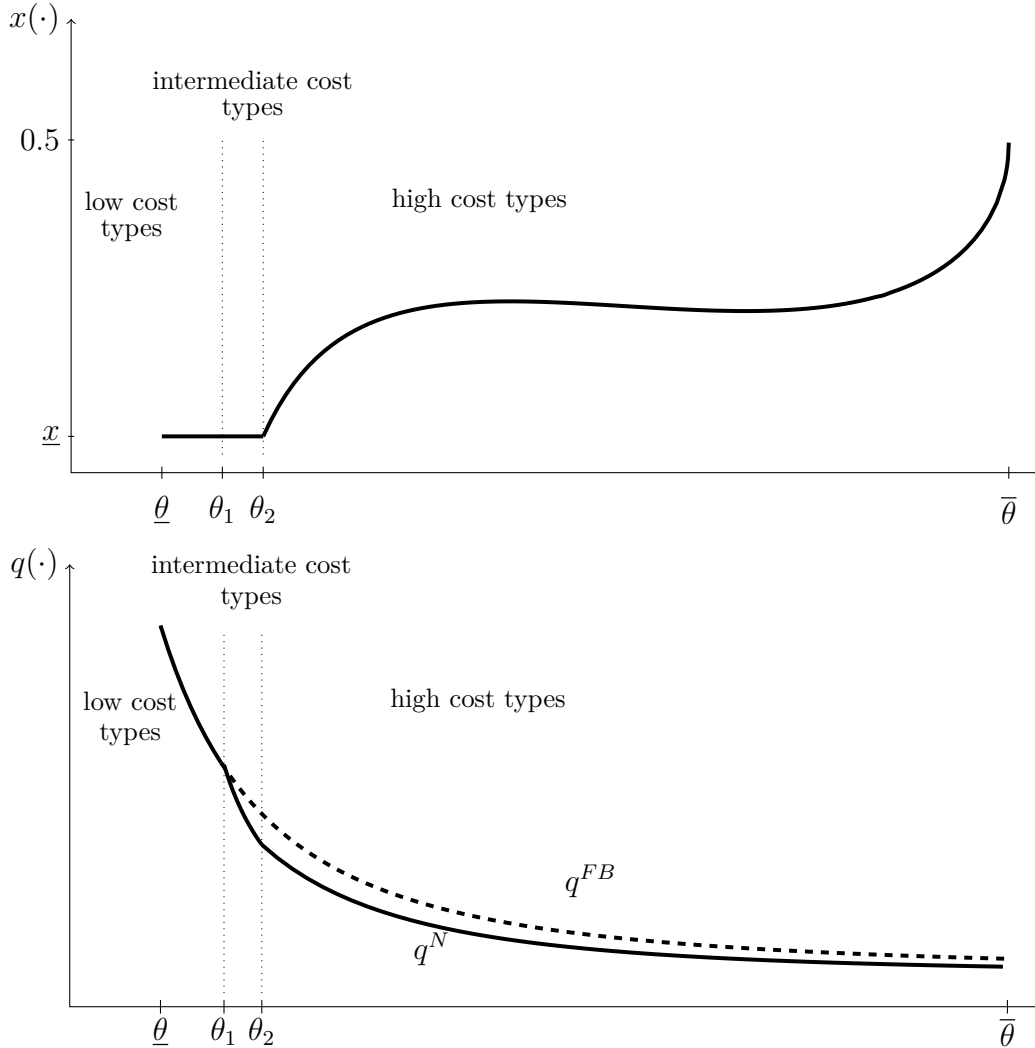 x(·)
intermediate cost
types
0.5
low cost
types
high cost types
x
θ θ₁ θ₂ θ̅
q(·)
intermediate cost
types
low cost
types
high cost types
q^{FB}
q^N
θ θ₁ θ₂ θ̅